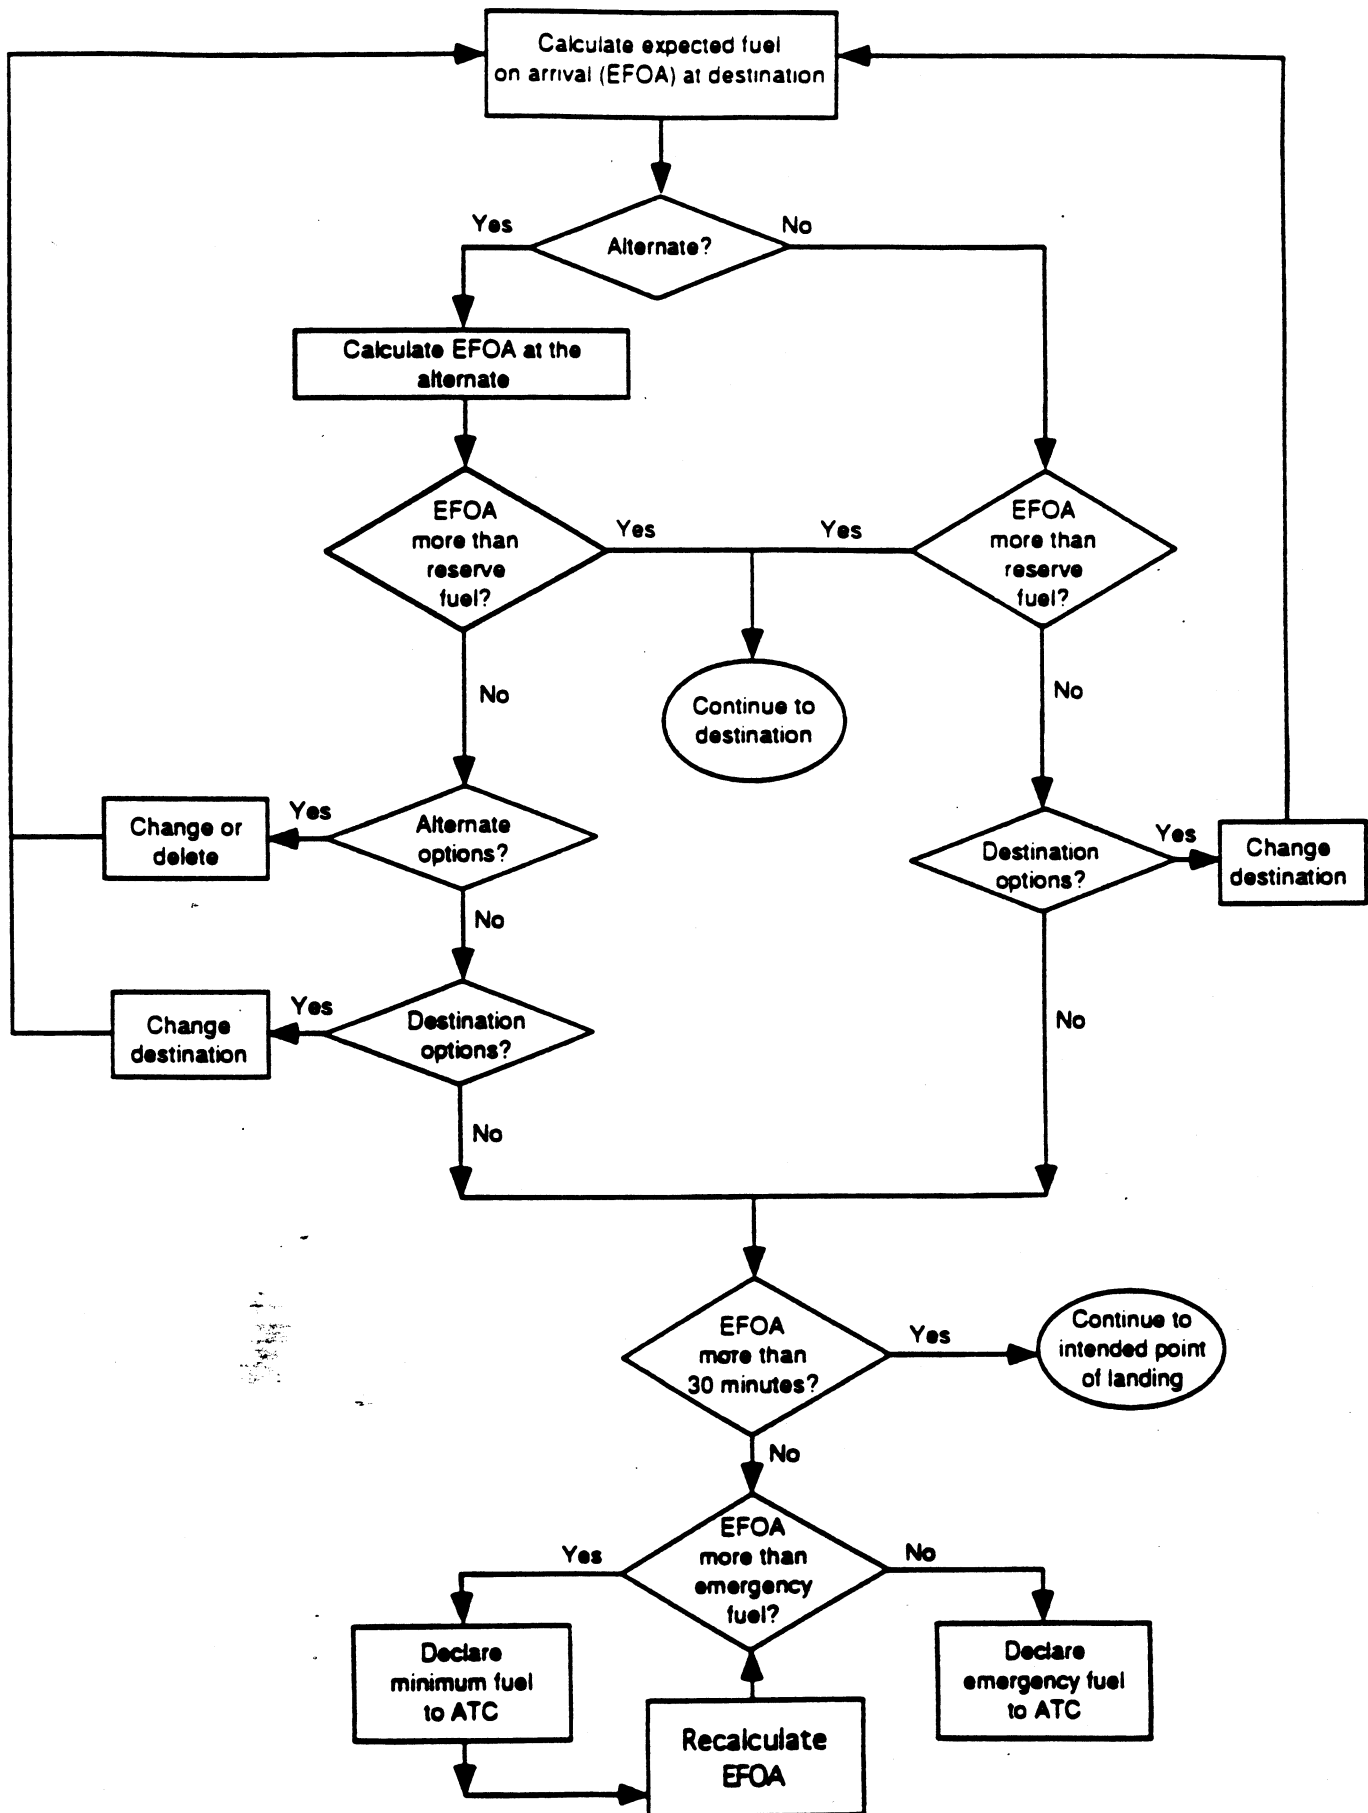 Calculate expected fuel
on arrival (EFOA) at destination
Yes
No
Alternate?
Calculate EFOA at the
alternate
EFOA
more than
reserve
fuel?
Yes
Yes
EFOA
more than
reserve
fuel?
No
Continue to
destination
No
Change or
delete
Yes
Alternate
options?
Destination
options?
Yes
Change
destination
No
Change
destination
Yes
Destination
options?
No
No
EFOA
more than
30 minutes?
Yes
Continue to
intended point
of landing
No
EFOA
more than
emergency
fuel?
Yes
No
Declare
minimum fuel
to ATC
Declare
emergency fuel
to ATC
Recalculate
EFOA